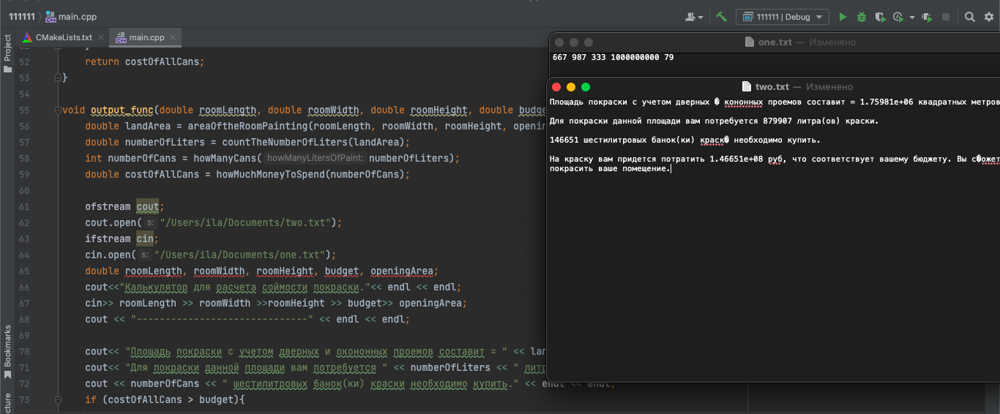 111111
main.cpp
111111 | Debug
CMakeLists.txt
main.cpp
Project
Bookmarks
cture
52 return costOfAllCans;
53 }
54
55 void output_func(double roomLength, double roomWidth, double roomHeight, double budge
56 double landArea = areaOftheRoomPainting(roomLength, roomWidth, roomHeight, openin
57 double numberOfLiters = countTheNumberOfLiters(landArea);
58 int numberOfCans = howManyCans( howManyLitersOfPaint: numberOfLiters);
59 double costOfAllCans = howMuchMoneyToSpend(numberOfCans);
60
61 ofstream cout;
62 cout.open( s: "/Users/ila/Documents/two.txt");
63 ifstream cin;
64 cin.open( s: "/Users/ila/Documents/one.txt");
65 double roomLength, roomWidth, roomHeight, budget, openingArea;
66 cout<<"Калькулятор для расчета соймости покраски."<< endl << endl;
67 cin>> roomLength >> roomWidth >>roomHeight >> budget>> openingArea;
68 cout << "------------------------------" << endl << endl;
69
70 cout<< "Площадь покраски с учетом дверных и окононных проемов составит = " << lan
71 cout<< "Для покраски данной площади вам потребуется " << numberOfLiters << " литр
72 cout << numberOfCans << " шестилитровых банок(ки) краски необходимо купить." << endl << endl;
73 if (costOfAllCans > budget){
one.txt — Изменено
667 987 333 1000000000 79
two.txt — Изменено
Площадь покраски с учетом дверных � кононных проемов составит = 1.75981e+06 квадратных метров
Для покраски данной площади вам потребуется 879907 литра(ов) краски.
146651 шестилитровых банок(ки) краск� необходимо купить.
На краску вам придется потратить 1.46651e+08 руб, что соответствует вашему бюджету. Вы с�ожет
покрасить ваше помещение.